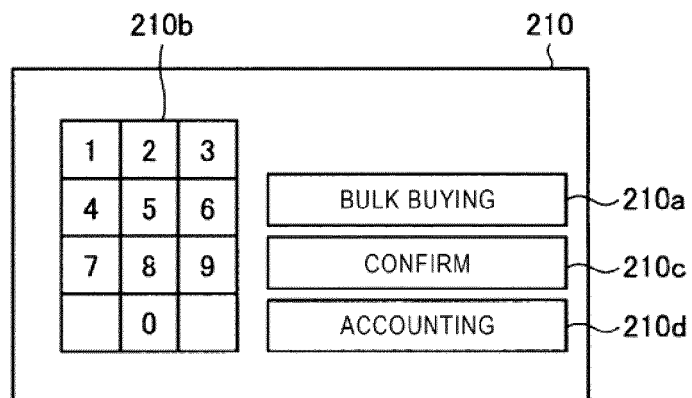 210b 210
1 2 3
BULK BUYING 210a
4 5 6
CONFIRM 210c
7 8 9
ACCOUNTING 210d
0